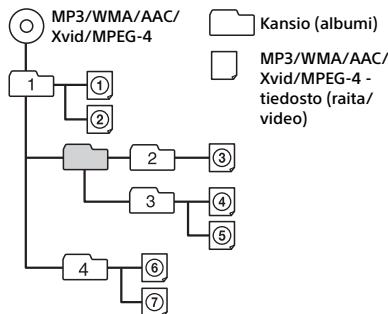 MP3/WMA/AAC/
Xvid/MPEG-4
Kansio (albumi)
MP3/WMA/AAC/
Xvid/MPEG-4 -
tiedosto (raita/
video)
1
①
②
2
③
3
④
⑤
4
⑥
⑦